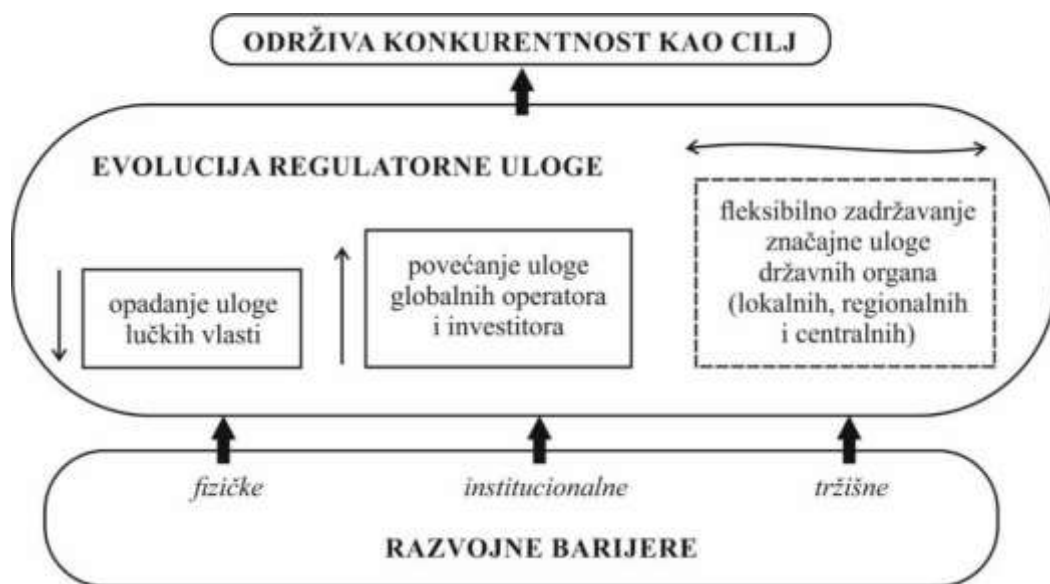 ODRŽIVA KONKURENTNOST KAO CILJ
EVOLUCIJA REGULATORNE ULOGE
opadanje uloge
lučkih vlasti
povećanje uloge
globalnih operatora
i investitora
fleksibilno zadržavanje
značajne uloge
državnih organa
(lokalnih, regionalnih
i centralnih)
fizičke
institucionalne
tržišne
RAZVOJNE BARIJERE